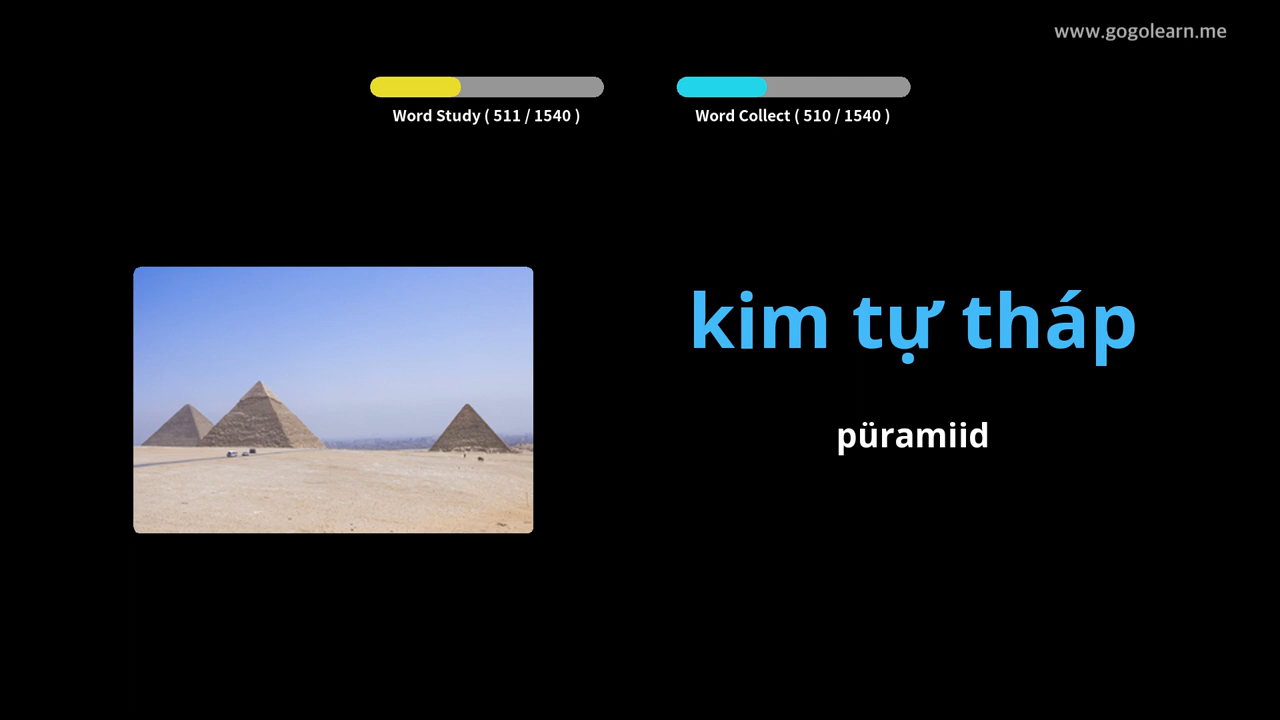 www.gogolearn.me
Word Study ( 511 / 1540 )
Word Collect ( 510 / 1540 )
kim tự tháp
püramiid